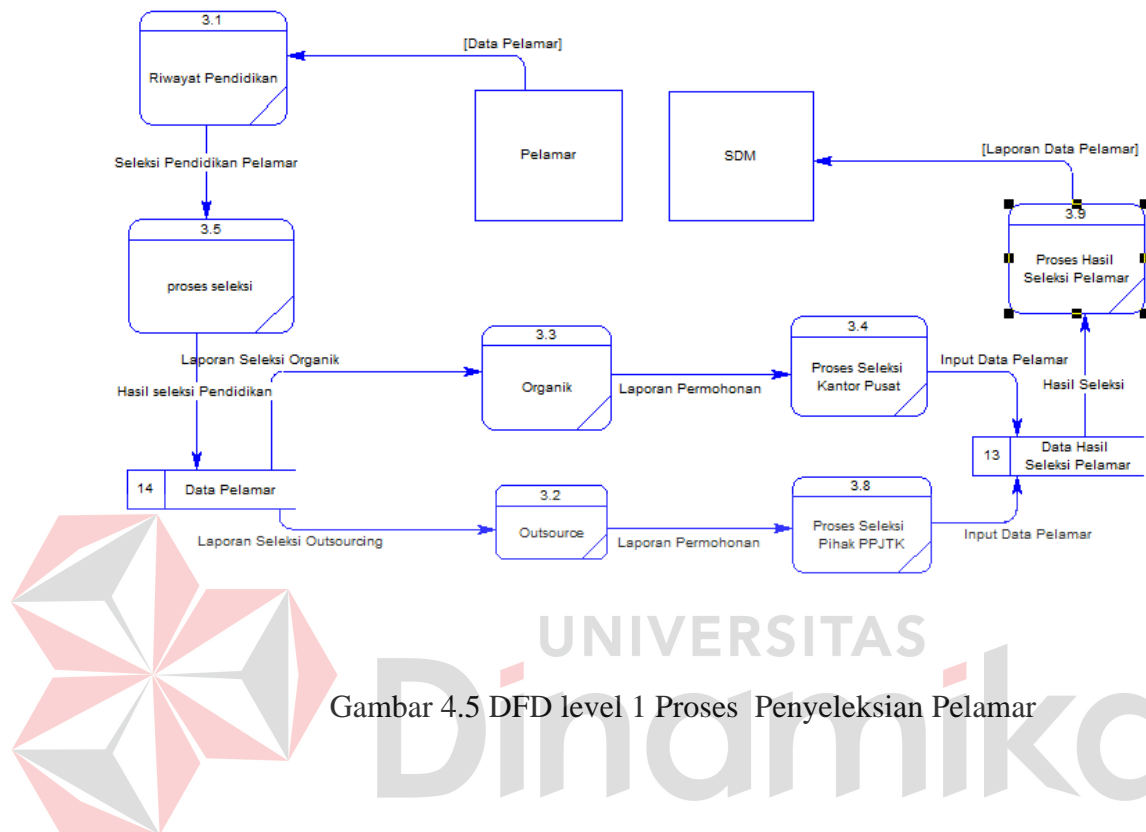 3.1
[Data Pelamar]
Riwayat Pendidikan
Pelamar
SDM
[Laporan Data Pelamar]
Seleksi Pendidikan Pelamar
3.9
Proses Hasil
Seleksi Pelamar
3.5
proses seleksi
Laporan Seleksi Organik
Hasil seleksi Pendidikan
3.3
Organik
Laporan Permohonan
3.4
Proses Seleksi
Kantor Pusat
Input Data Pelamar
Hasil Seleksi
13
Data Hasil
Seleksi Pelamar
14
Data Pelamar
Laporan Seleksi Outsourcing
3.2
Outsource
Laporan Permohonan
3.8
Proses Seleksi
Pihak PPJTK
Input Data Pelamar
UNIVERSITAS
Dinamika
Gambar 4.5 DFD level 1 Proses Penyeleksian Pelamar